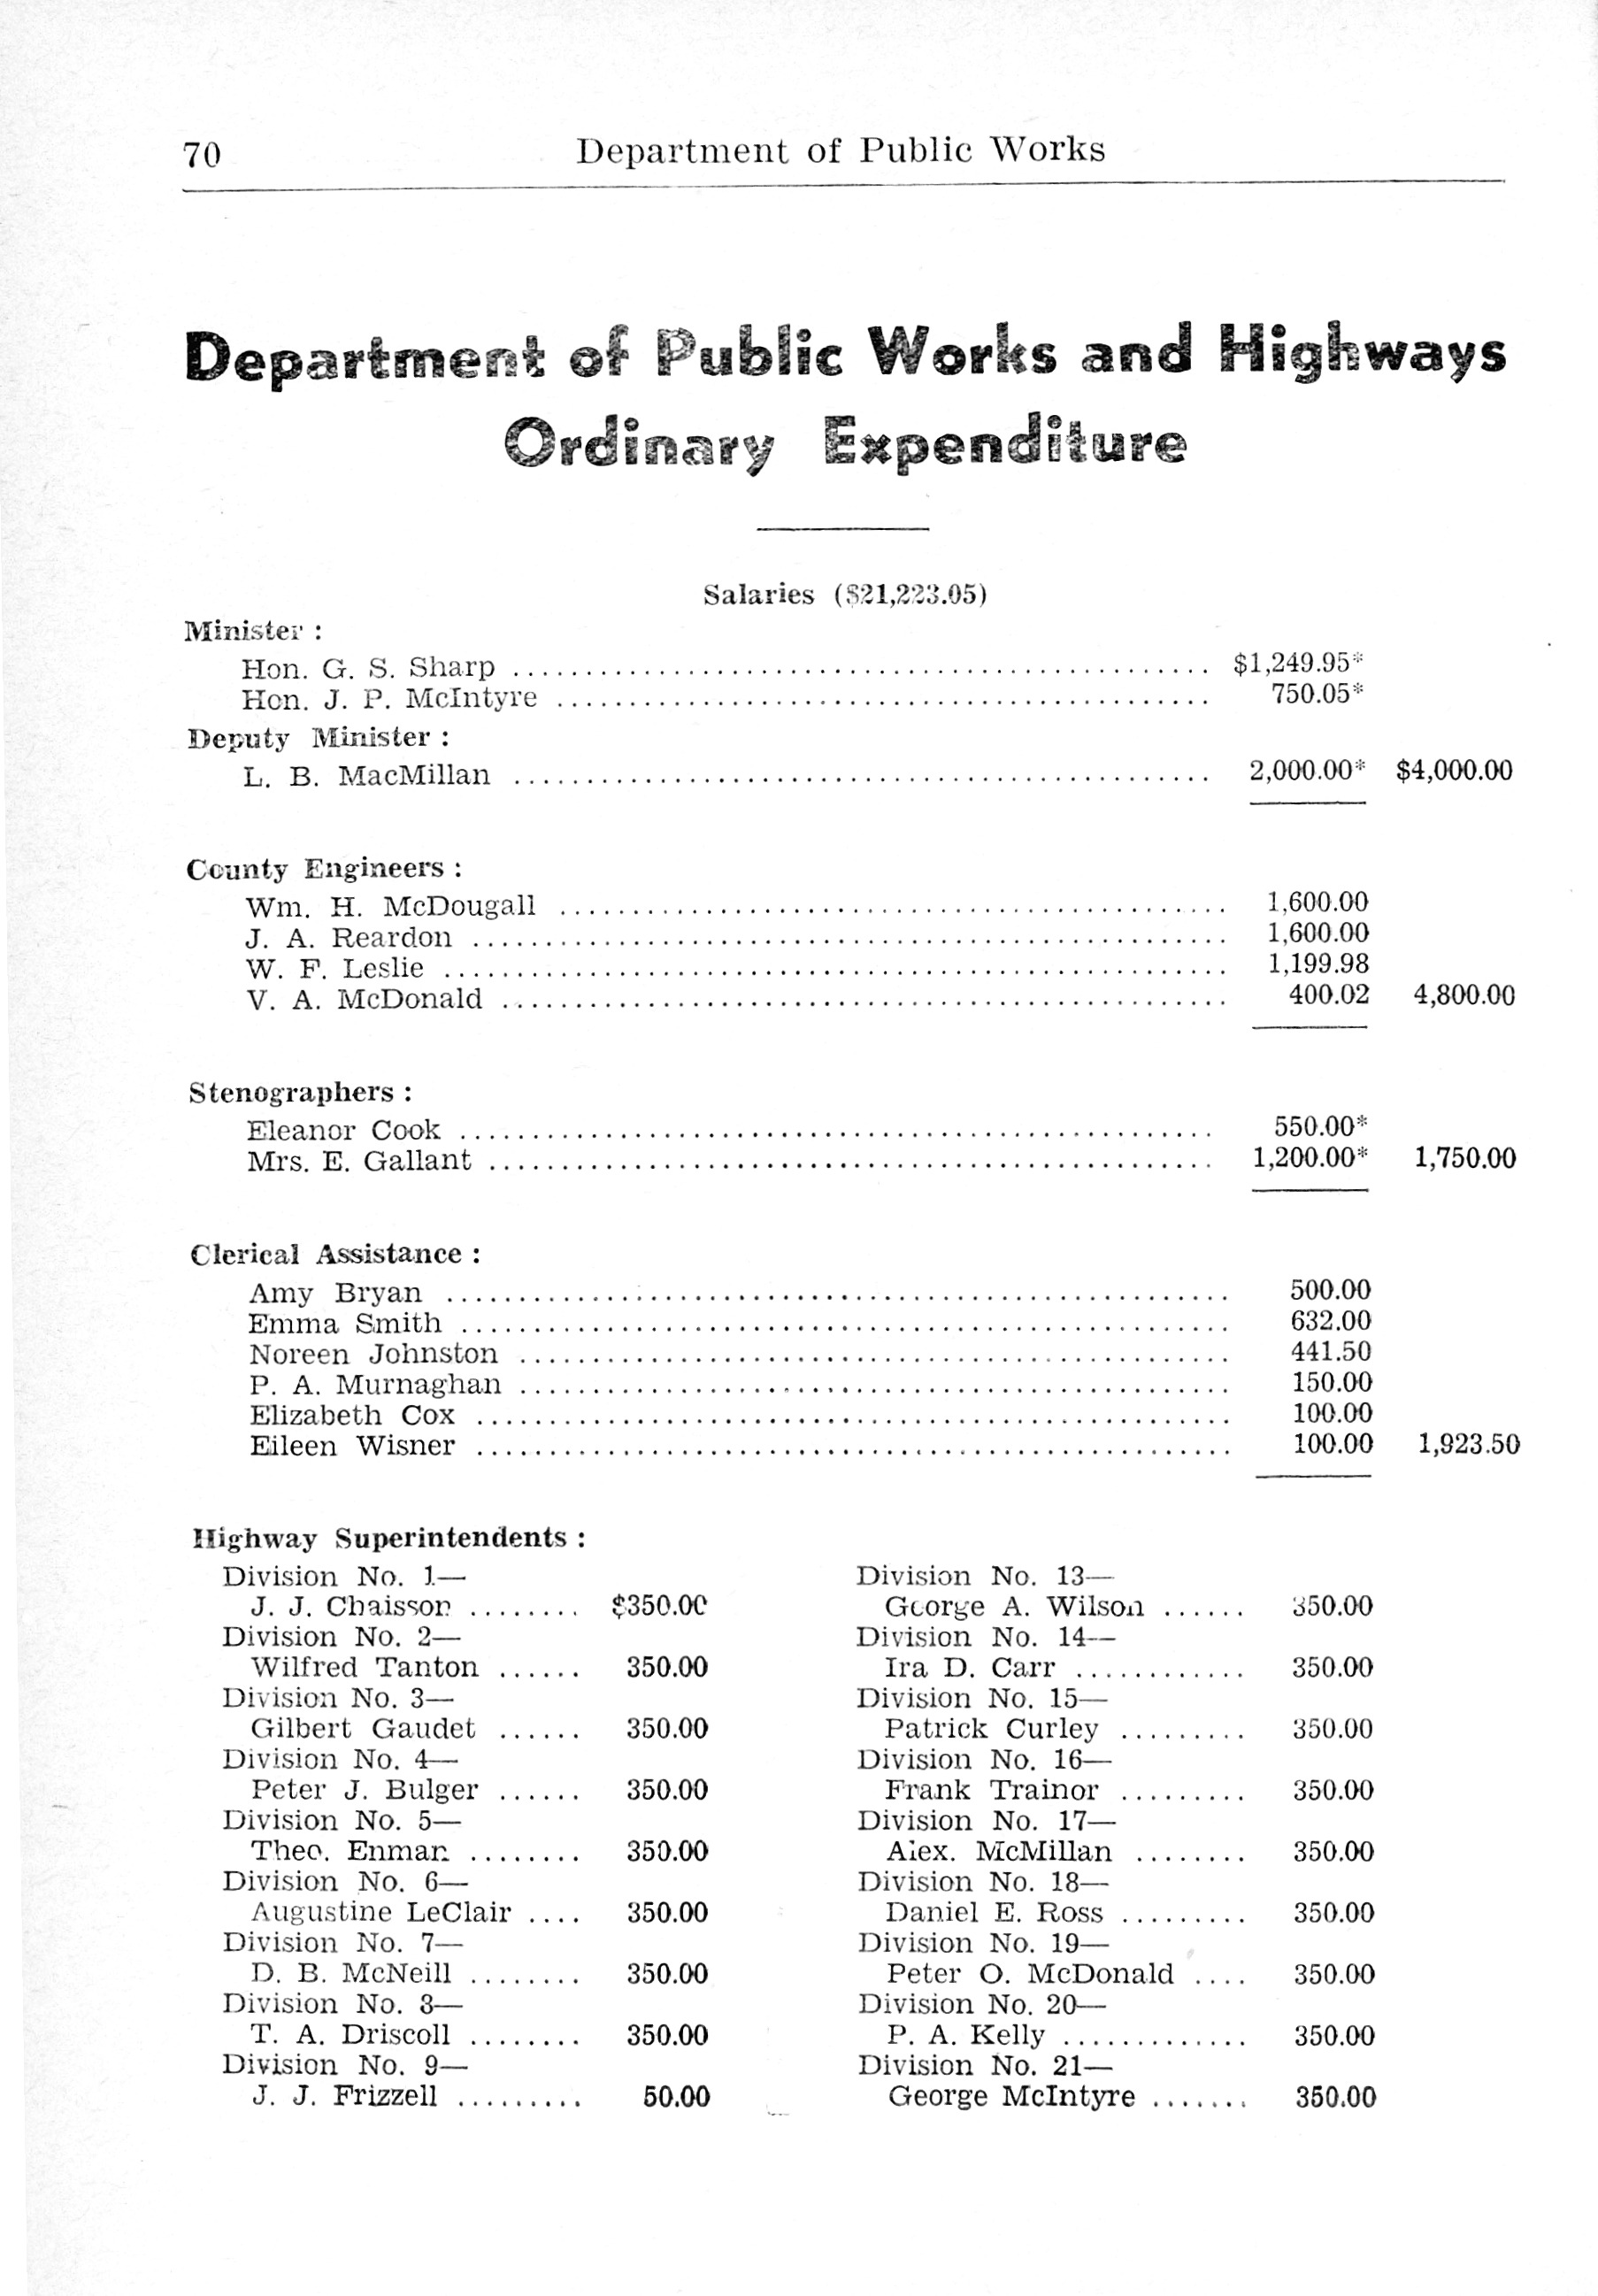 70 Department of Public Works
Department of Public Works and Highways
Ordinary Expenditure
Salaries ($21,223.05)
Minister :
Hon. G. S. Sharp ........ $1,249.95*
Hon. J. P. McIntyre ........ 750.05*
Deputy Minister :
L. B. MacMillan ........ 2,000.00* $4,000.00
County Engineers :
Wm. H. McDougall ........ 1,600.00
J. A. Reardon ........ 1,600.00
W. F. Leslie ........ 1,199.98
V. A. McDonald ........ 400.02 4,800.00
Stenographers :
Eleanor Cook ........ 550.00*
Mrs. E. Gallant ........ 1,200.00* 1,750.00
Clerical Assistance :
Amy Bryan ........ 500.00
Emma Smith ........ 632.00
Noreen Johnston ........ 441.50
P. A. Murnaghan ........ 150.00
Elizabeth Cox ........ 100.00
Eileen Wisner ........ 100.00 1,923.50
Highway Superintendents :
Division No. 1—
J. J. Chaisson ........ $350.00
Division No. 2—
Wilfred Tanton ...... 350.00
Division No. 3—
Gilbert Gaudet ...... 350.00
Division No. 4—
Peter J. Bulger ...... 350.00
Division No. 5—
Theo. Enman ........ 350.00
Division No. 6—
Augustine LeClair .... 350.00
Division No. 7—
D. B. McNeill ........ 350.00
Division No. 8—
T. A. Driscoll ........ 350.00
Division No. 9—
J. J. Frizzell ......... 50.00
Division No. 13—
George A. Wilson ...... 350.00
Division No. 14—
Ira D. Carr ............ 350.00
Division No. 15—
Patrick Curley ......... 350.00
Division No. 16—
Frank Trainor ......... 350.00
Division No. 17—
Alex. McMillan ........ 350.00
Division No. 18—
Daniel E. Ross ......... 350.00
Division No. 19—
Peter O. McDonald .... 350.00
Division No. 20—
P. A. Kelly ............. 350.00
Division No. 21—
George McIntyre ....... 350.00